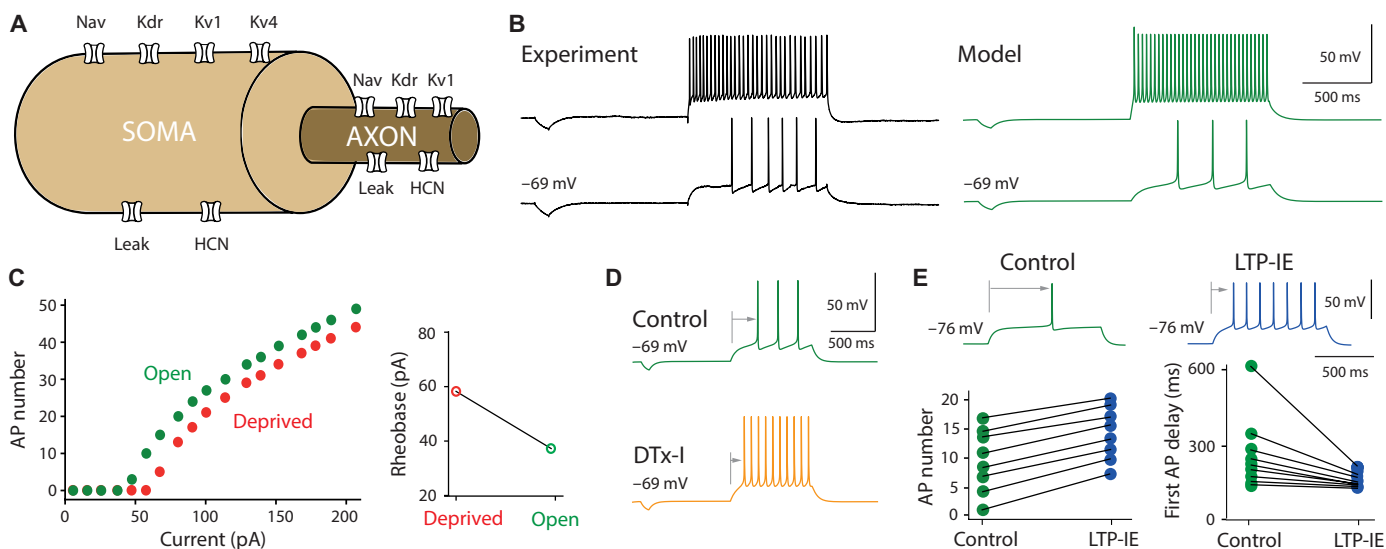 A
Nav Kdr Kv1 Kv4
Nav Kdr Kv1
SOMA
AXON
Leak HCN
Leak HCN
B
Experiment
Model
50 mV
500 ms
−69 mV
−69 mV
C
AP number
50
40
30
20
10
0
Open
Deprived
0 50 100 150 200
Current (pA)
Rheobase (pA)
80
60
40
20
Deprived Open
D
Control
−69 mV
50 mV
500 ms
DTx-I
−69 mV
E
Control
LTP-IE
−76 mV
−76 mV
50 mV
500 ms
AP number
20
15
10
5
0
Control LTP-IE
First AP delay (ms)
600
300
0
Control LTP-IE